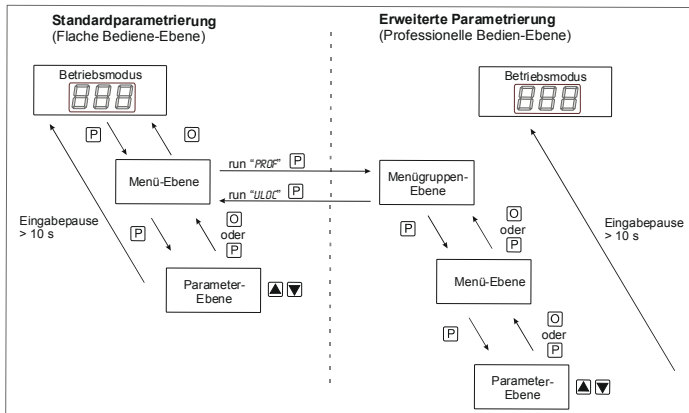 Standardparametrierung
(Flache Bediene-Ebene)
Betriebsmodus
888
P
O
Menü-Ebene
P
O
oder
P
Eingabepause
> 10 s
Parameter-
Ebene
run "PROF" P
run "ULOC" P
Erweiterte Parametrierung
(Professionelle Bedien-Ebene)
Betriebsmodus
888
Menügruppen-
Ebene
P
O
oder
P
Menü-Ebene
P
O
oder
P
Parameter-
Ebene
Eingabepause
> 10 s